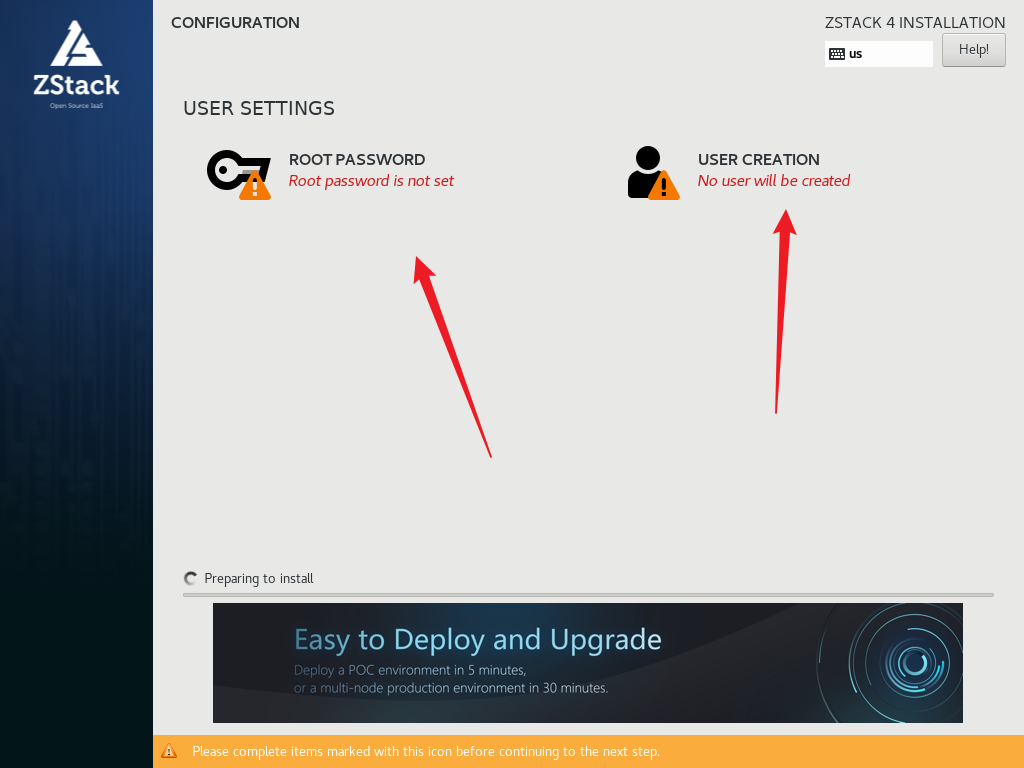 ZStack
Open Source IaaS
CONFIGURATION
ZSTACK 4 INSTALLATION
us
Help!
USER SETTINGS
ROOT PASSWORD
Root password is not set
USER CREATION
No user will be created
Preparing to install
Easy to Deploy and Upgrade
Deploy a POC environment in 5 minutes,
or a multi-node production environment in 30 minutes.
Please complete items marked with this icon before continuing to the next step.